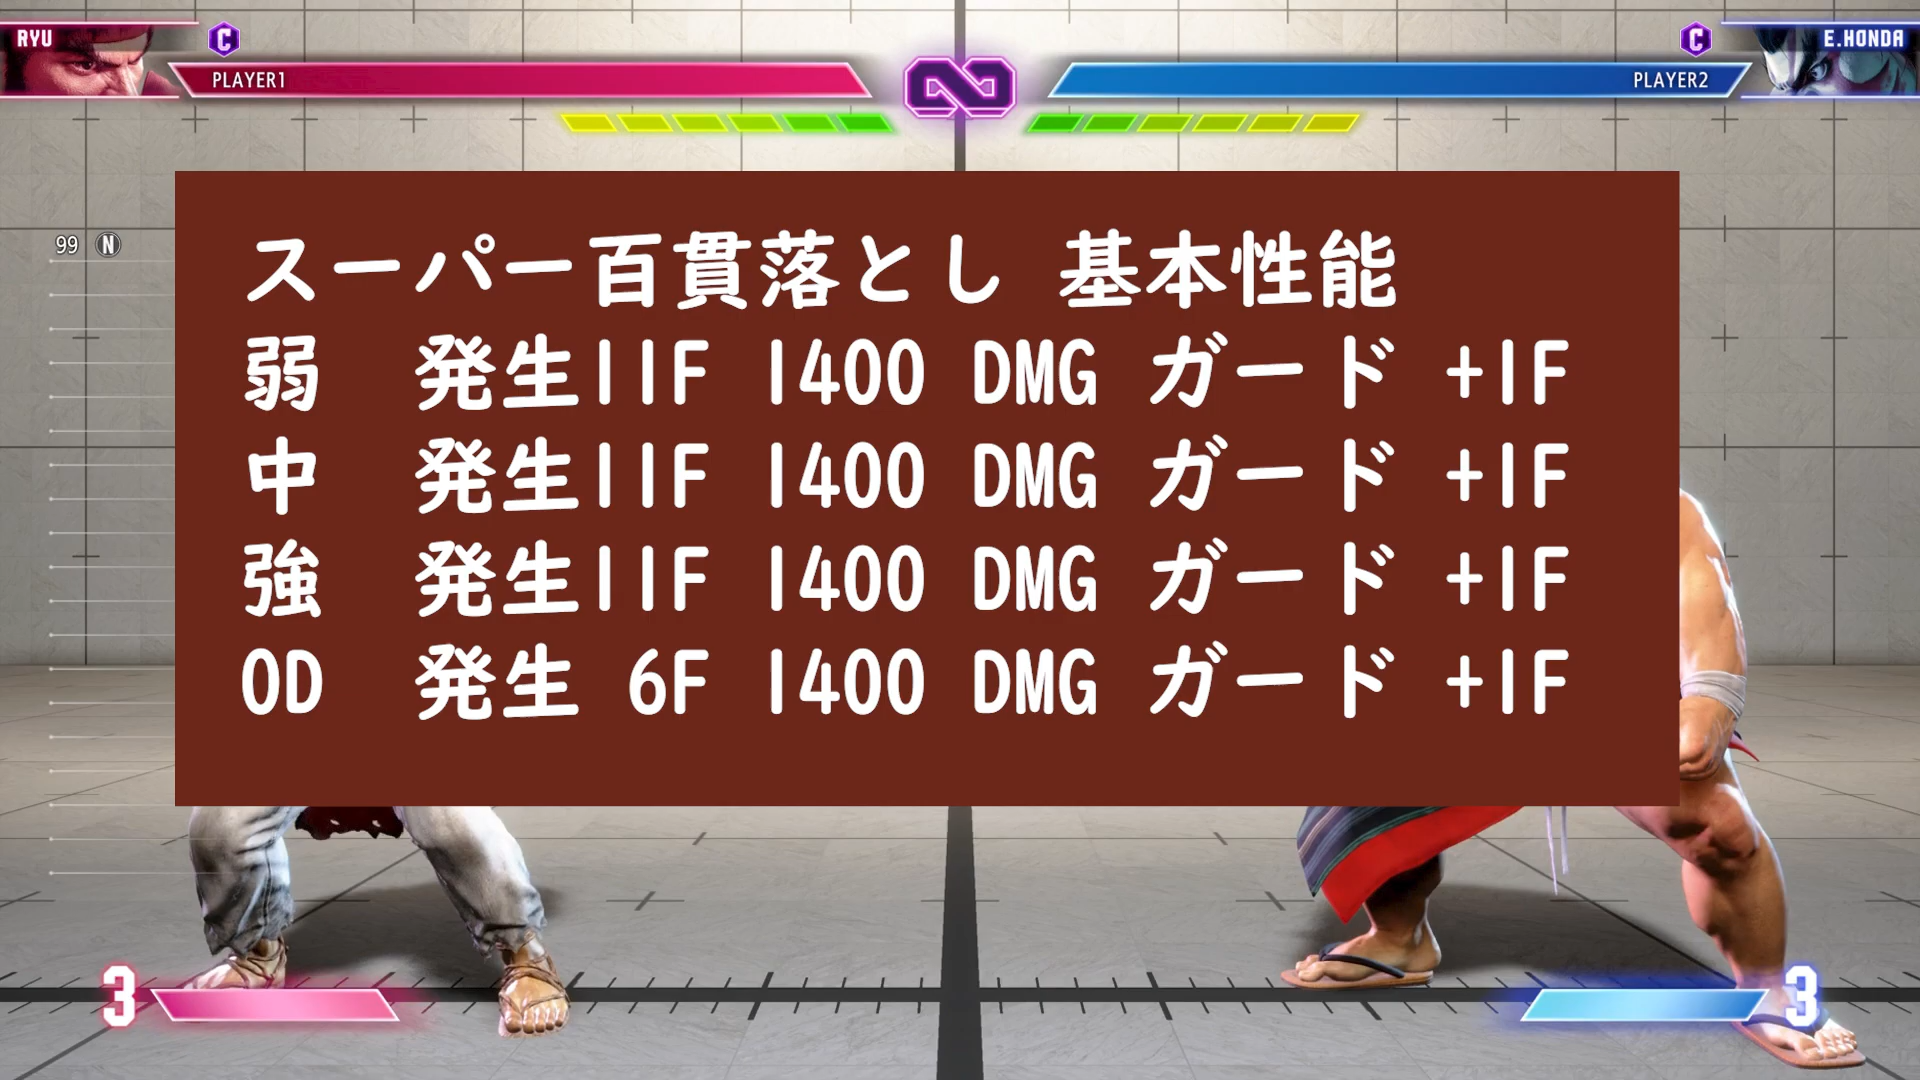 RYU
C
C
E.HONDA
PLAYER1
PLAYER2
99 N
スーパー百貫落とし 基本性能
弱 発生11F 1400 DMG ガード +1F
中 発生11F 1400 DMG ガード +1F
強 発生11F 1400 DMG ガード +1F
OD 発生 6F 1400 DMG ガード +1F
3
3